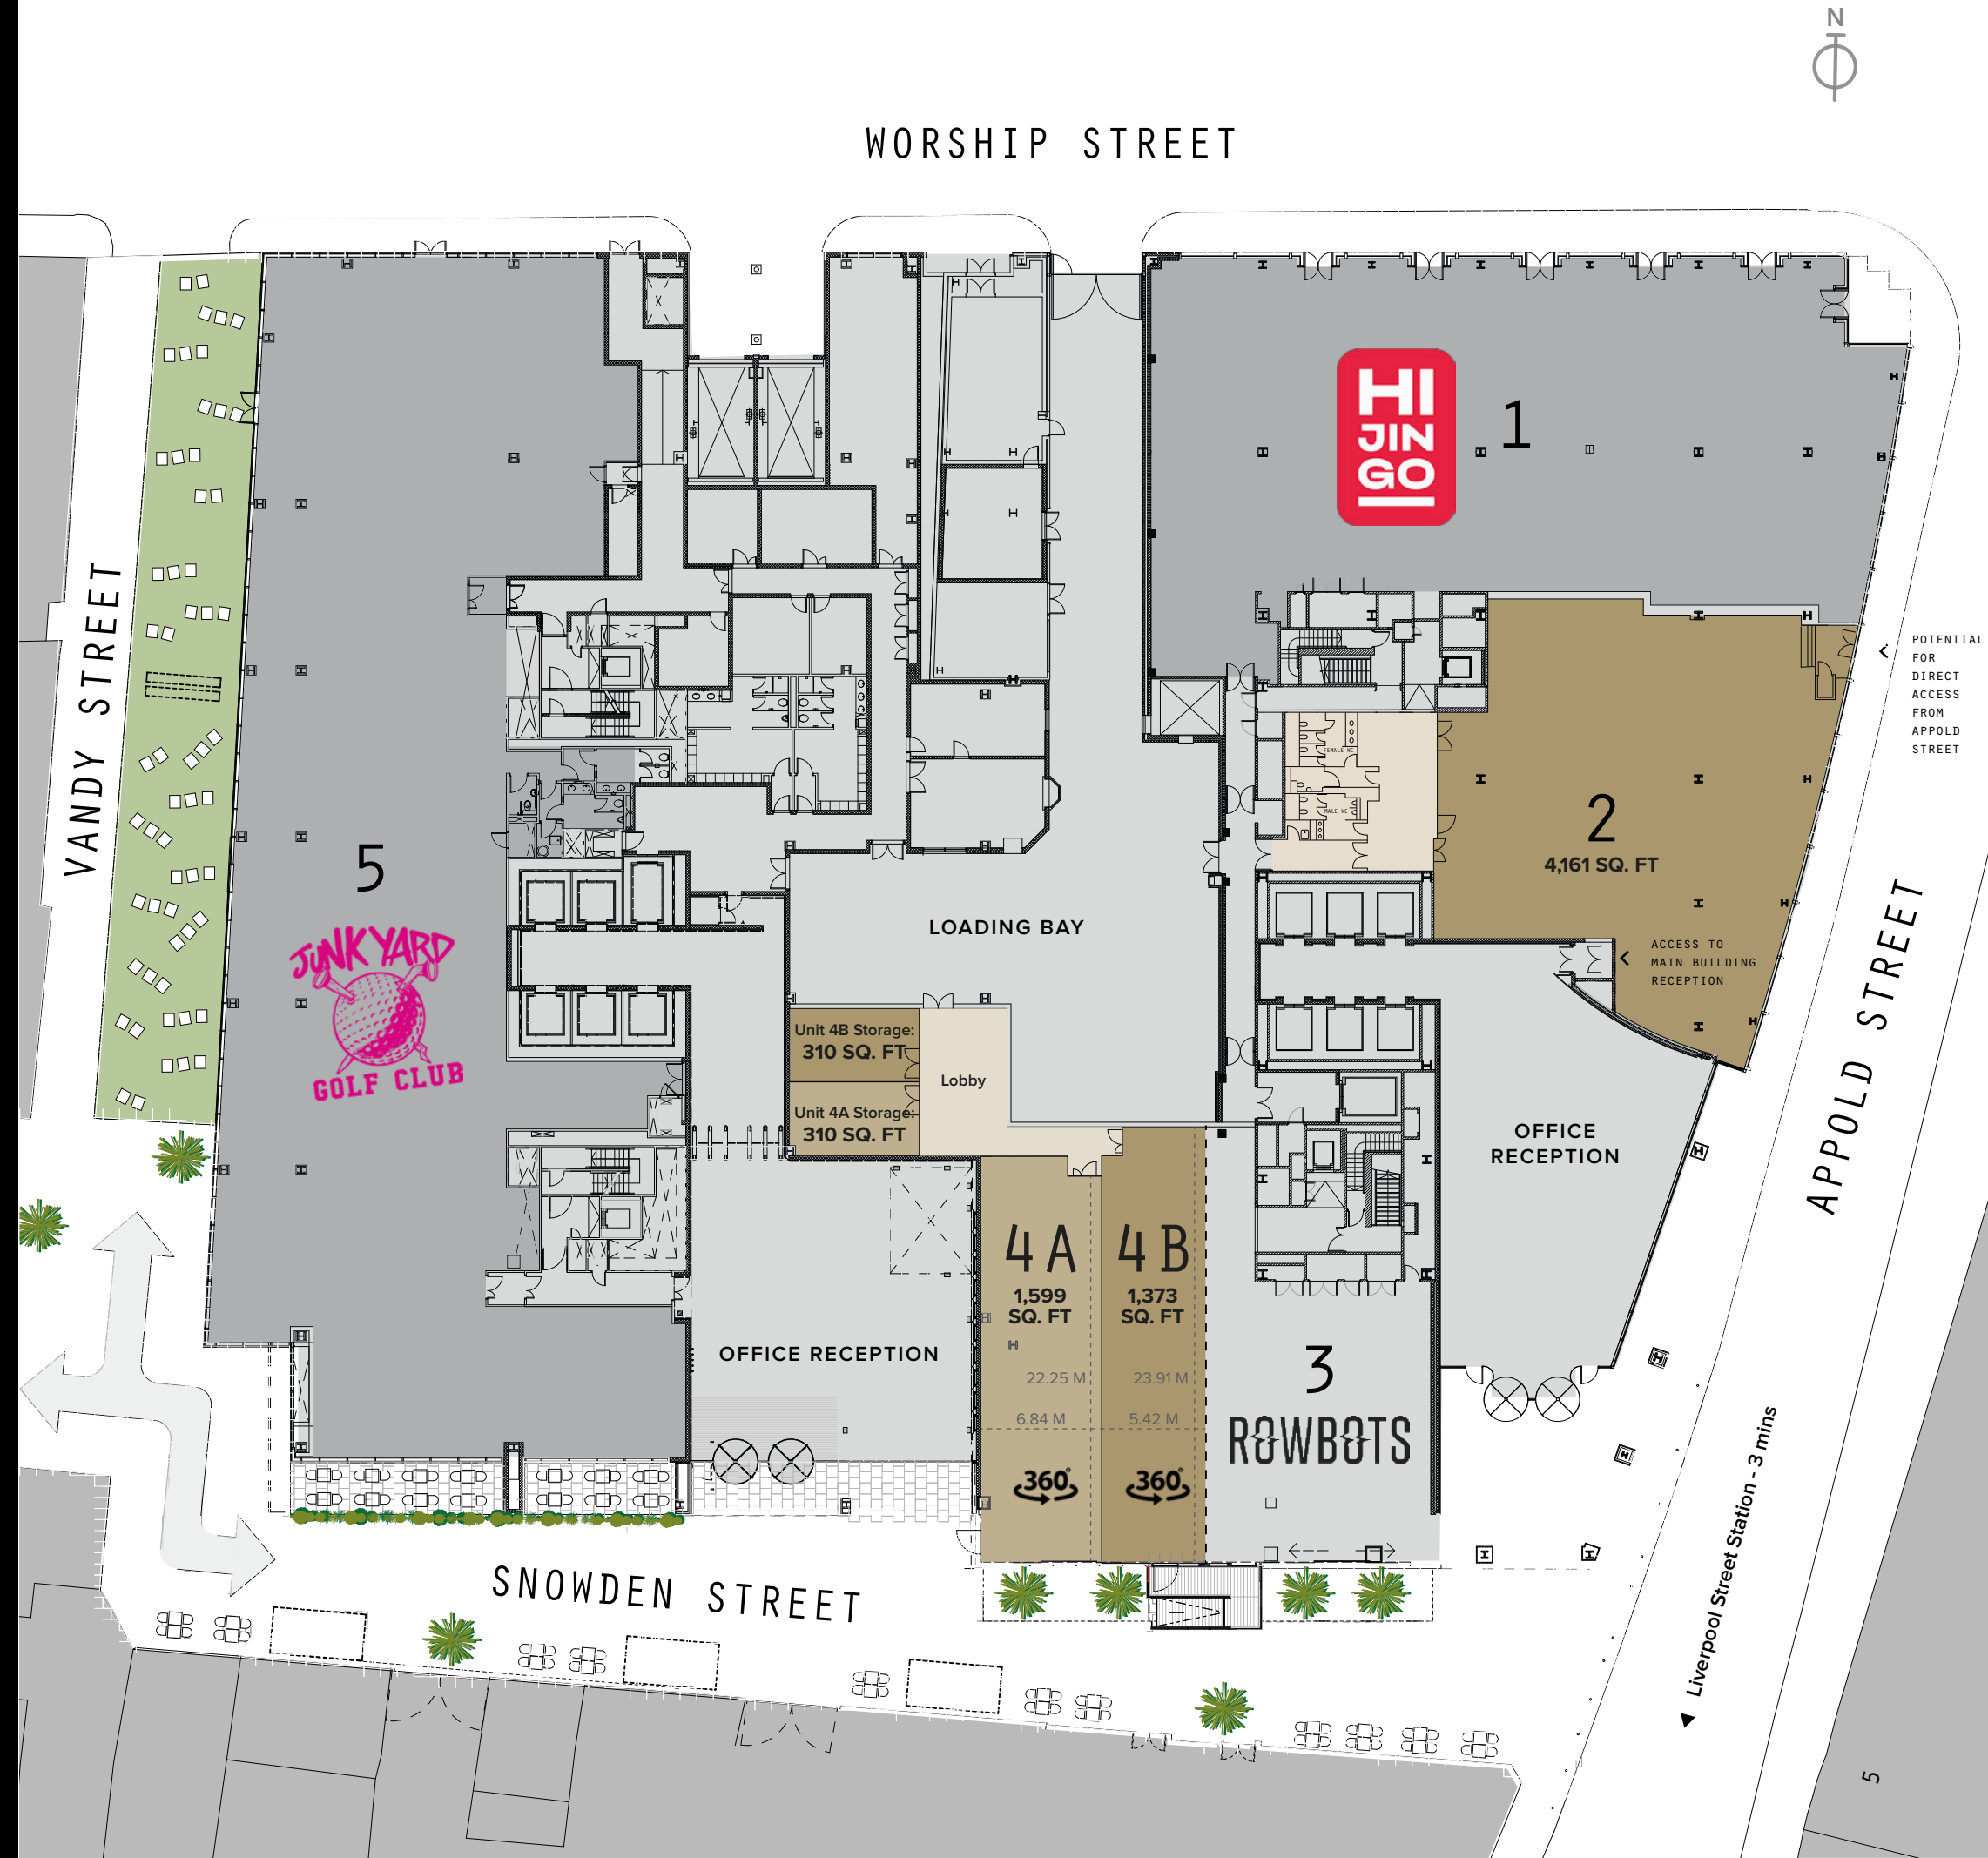 N
WORSHIP STREET
HI
JIN
GO
1
POTENTIAL
FOR
DIRECT
ACCESS
FROM
APPOLD
STREET
VANDY STREET
FEMALE WC
MALE WC
2
4,161 SQ. FT
5
JUNKYARD
GOLF CLUB
LOADING BAY
ACCESS TO
MAIN BUILDING
RECEPTION
APPOLD STREET
Unit 4B Storage:
310 SQ. FT
Lobby
Unit 4A Storage:
310 SQ. FT
OFFICE
RECEPTION
4A
1,599
SQ. FT
4B
1,373
SQ. FT
OFFICE RECEPTION
22.25 M
23.91 M
6.84 M
5.42 M
3
ROWBOTS
360°
360°
Liverpool Street Station - 3 mins
SNOWDEN STREET
5